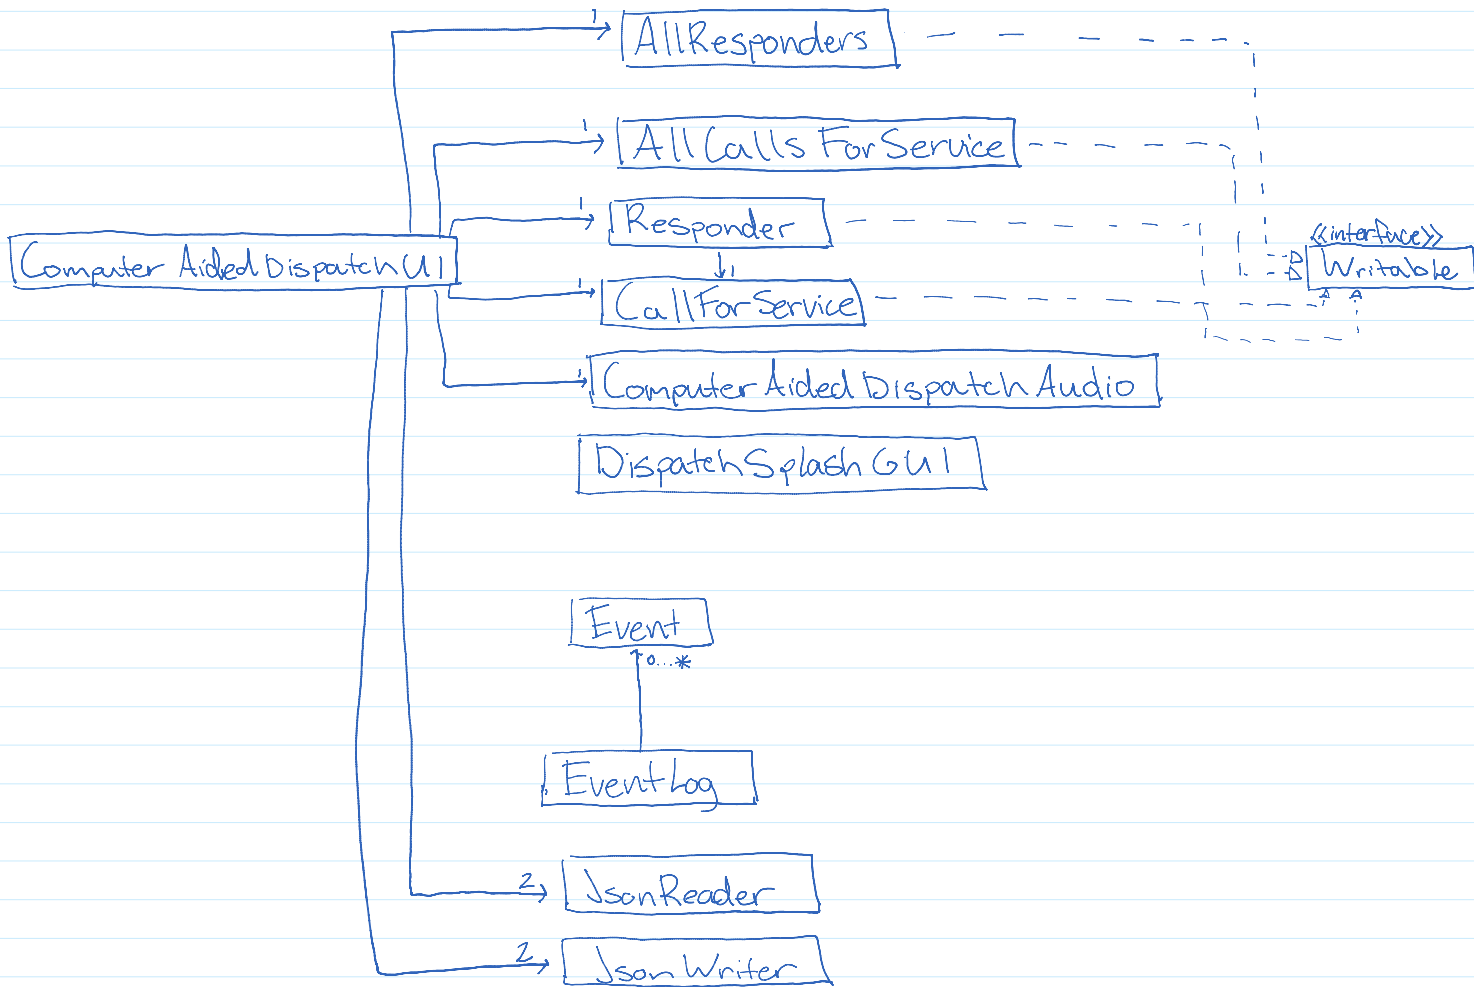 1
AllResponders
1
AllCallsForService
1
Responder
<<interface>>
Writable
ComputerAidedDispatchUI
1
1
CallForService
1
ComputerAidedDispatchAudio
DispatchSplashGUI
Event
0...*
EventLog
2
JsonReader
2
JsonWriter